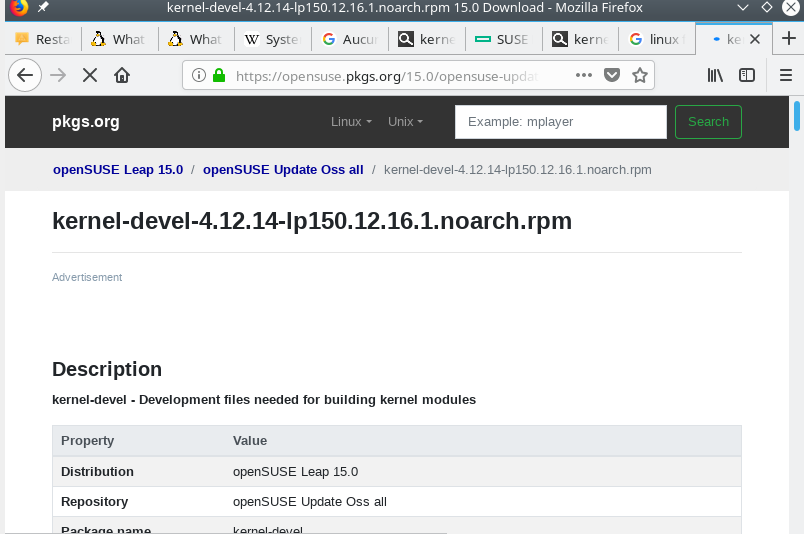 kernel-devel-4.12.14-lp150.12.16.1.noarch.rpm 15.0 Download - Mozilla Firefox
Resta What What Syste Aucu kerne SUSE kerne linux ke
https://opensuse.pkgs.org/15.0/opensuse-updat
pkgs.org Linux Unix Example: mplayer Search
openSUSE Leap 15.0 / openSUSE Update Oss all / kernel-devel-4.12.14-lp150.12.16.1.noarch.rpm
kernel-devel-4.12.14-lp150.12.16.1.noarch.rpm
Advertisement
Description
kernel-devel - Development files needed for building kernel modules
Property Value
Distribution openSUSE Leap 15.0
Repository openSUSE Update Oss all
Package name kernel-devel